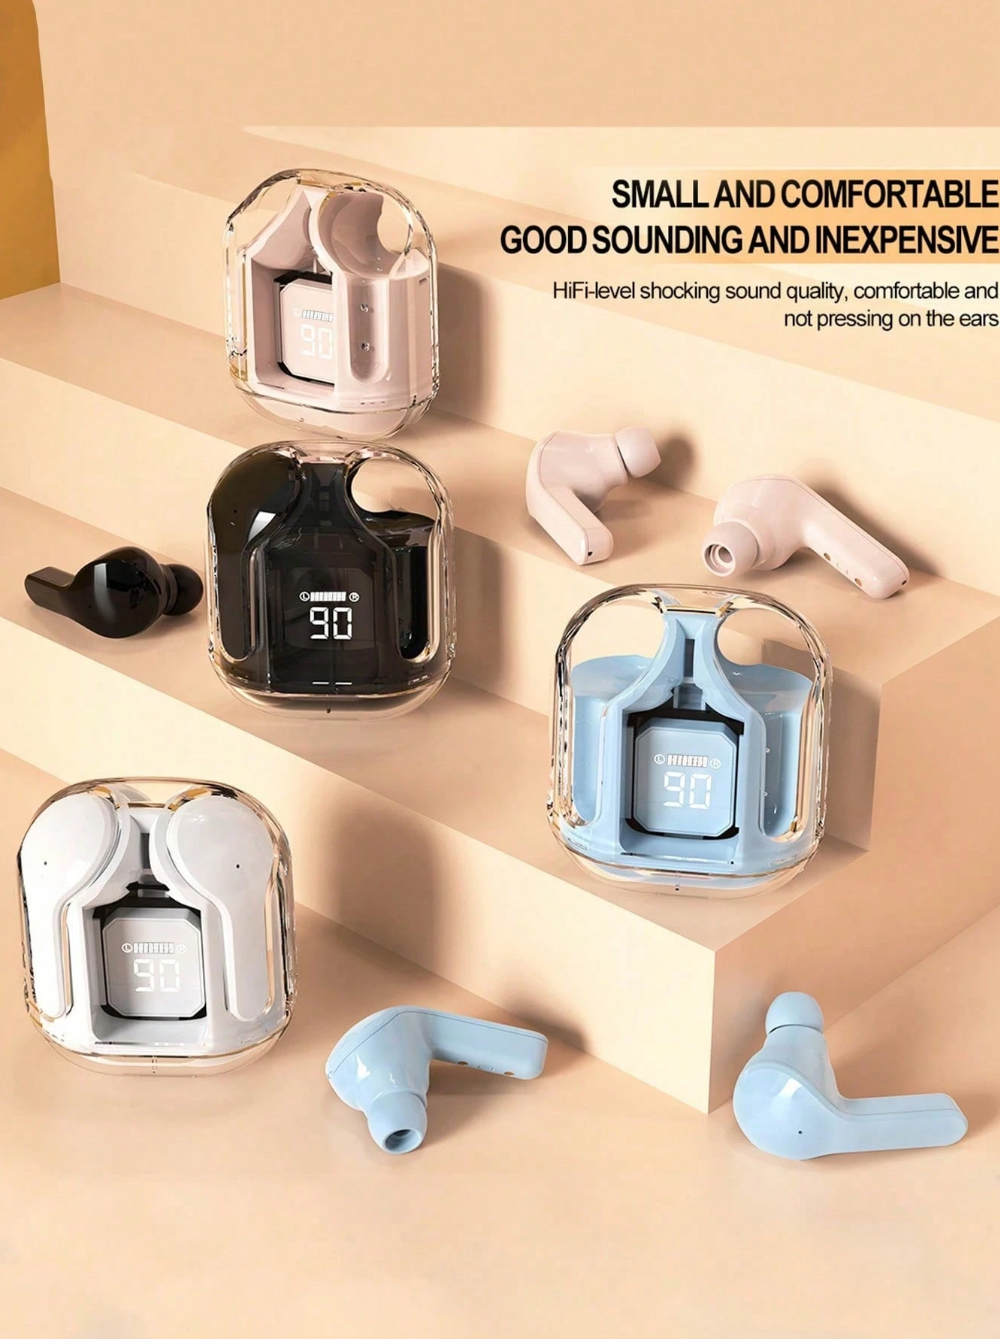 SMALL AND COMFORTABLE
GOOD SOUNDING AND INEXPENSIVE
HiFi-level shocking sound quality, comfortable and
not pressing on the ears
L
90
L R
90
L R
90
L R
90